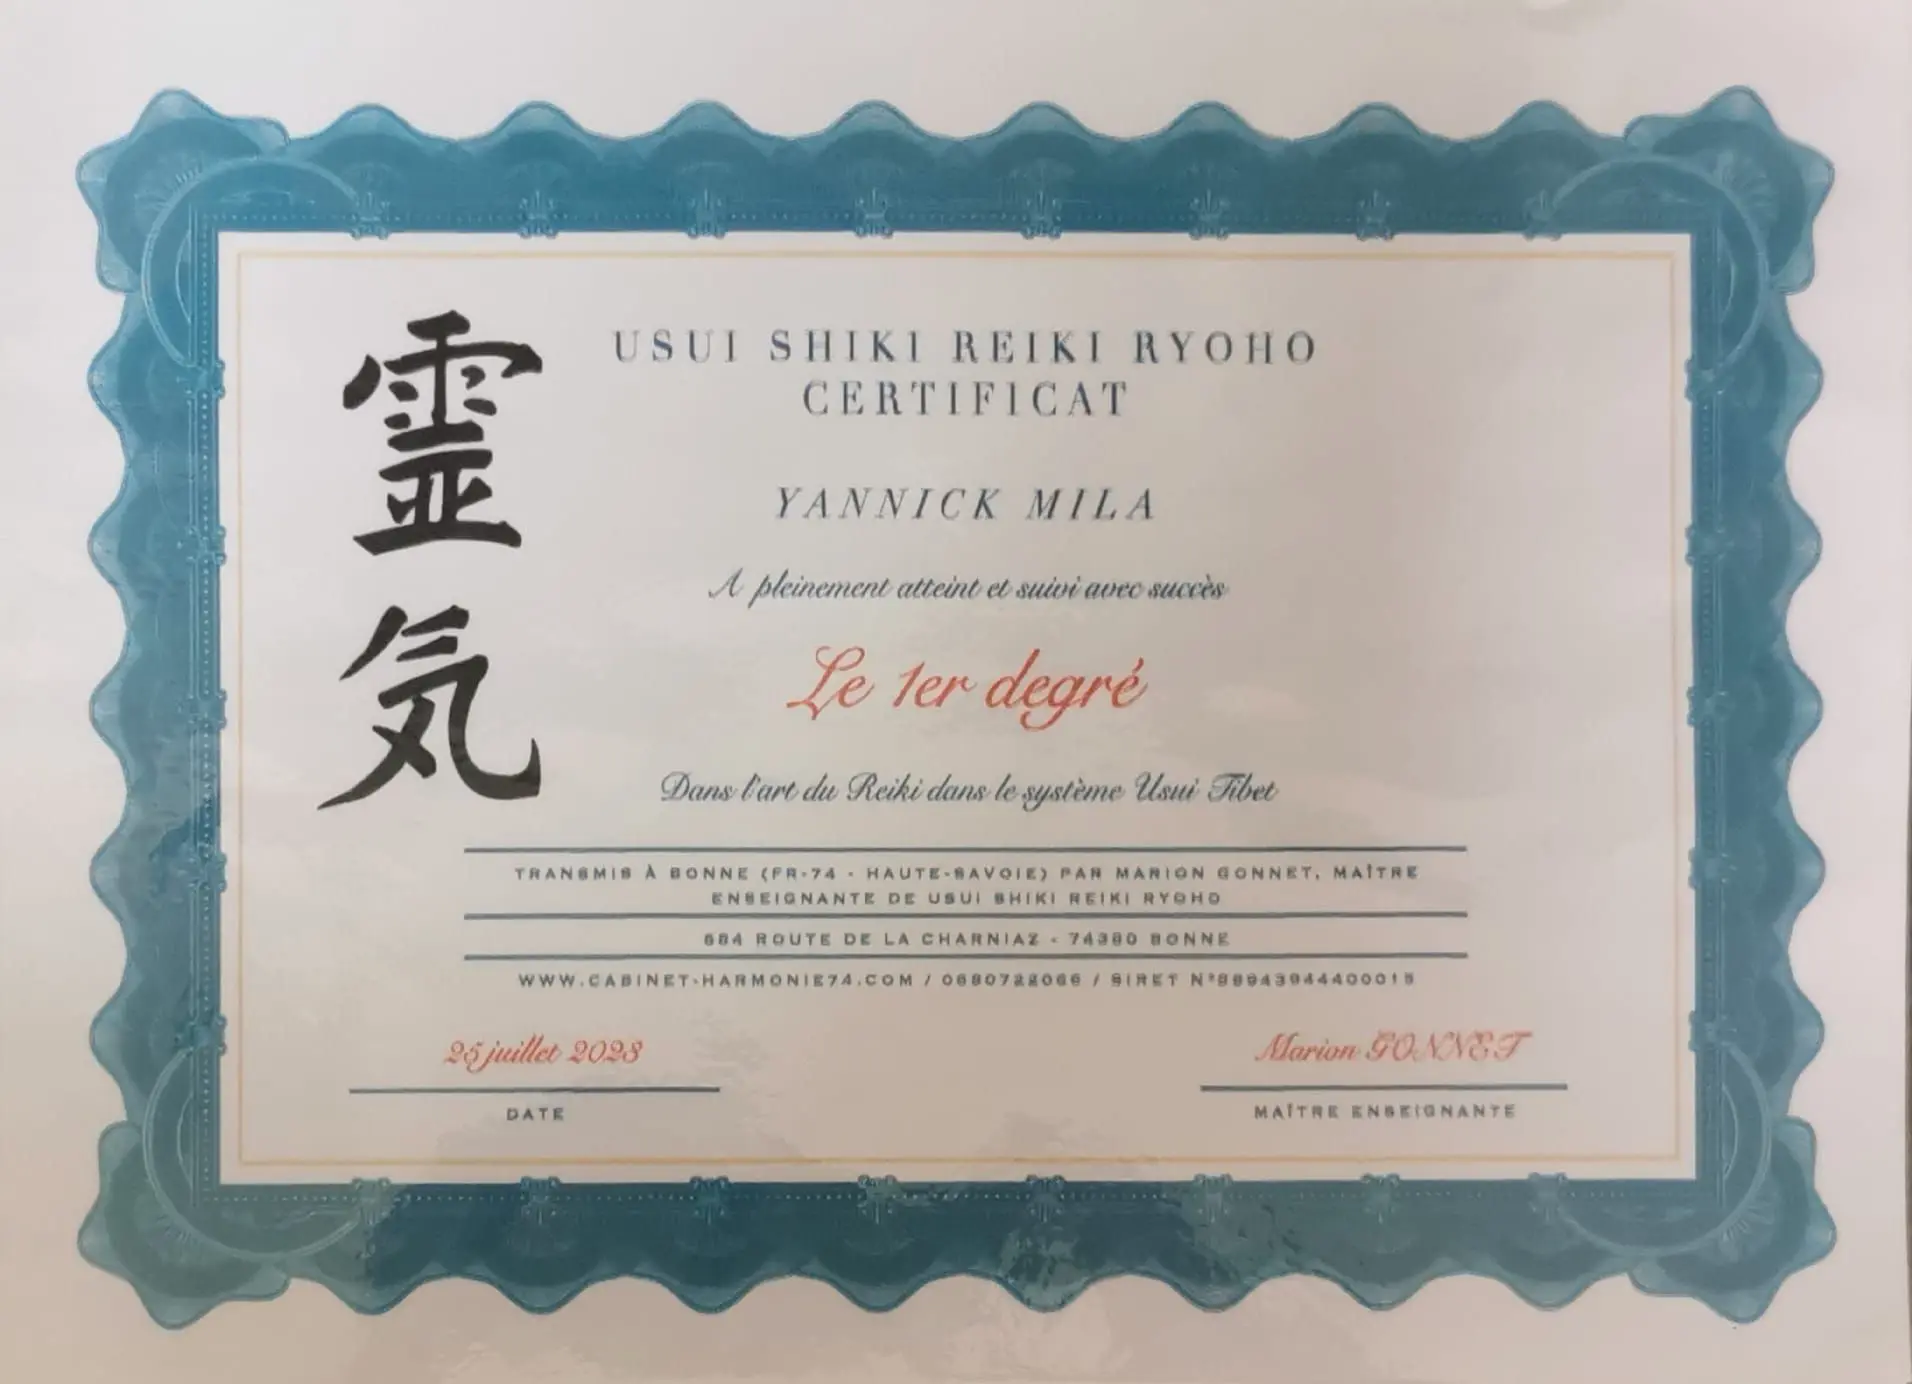 靈
気
USUI SHIKI REIKI RYOHO
CERTIFICAT
YANNICK MILA
A pleinement atteint et suivi avec succès
Le 1er degré
Dans l'art du Reiki dans le système Usui Tibet
TRANSMIS À BONNE (FR-74 - HAUTE-SAVOIE) PAR MARION GONNET, MAÎTRE
ENSEIGNANTE DE USUI SHIKI REIKI RYOHO
684 ROUTE DE LA CHARNIAZ - 74380 BONNE
WWW.CABINET-HARMONIE74.COM / / SIRET
25 juillet 2023
Marion GONNET
DATE
MAÎTRE ENSEIGNANTE